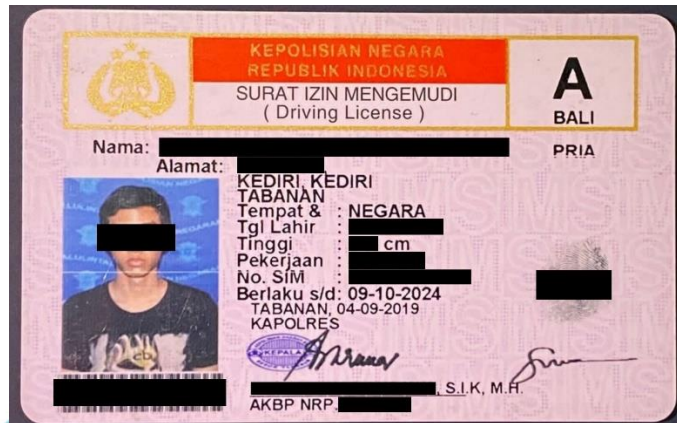 KEPOLISIAN NEGARA
REPUBLIK INDONESIA
SURAT IZIN MENGEMUDI
( Driving License )
A
BALI
Nama:
PRIA
Alamat:
KEDIRI, KEDIRI
TABANAN
Tempat & : NEGARA
Tgl Lahir :
Tinggi : cm
Pekerjaan :
No. SIM :
Berlaku s/d: 09-10-2024
TABANAN, 04-09-2019
KAPOLRES
KEPALA
, S.I.K, M.H.
AKBP NRP.